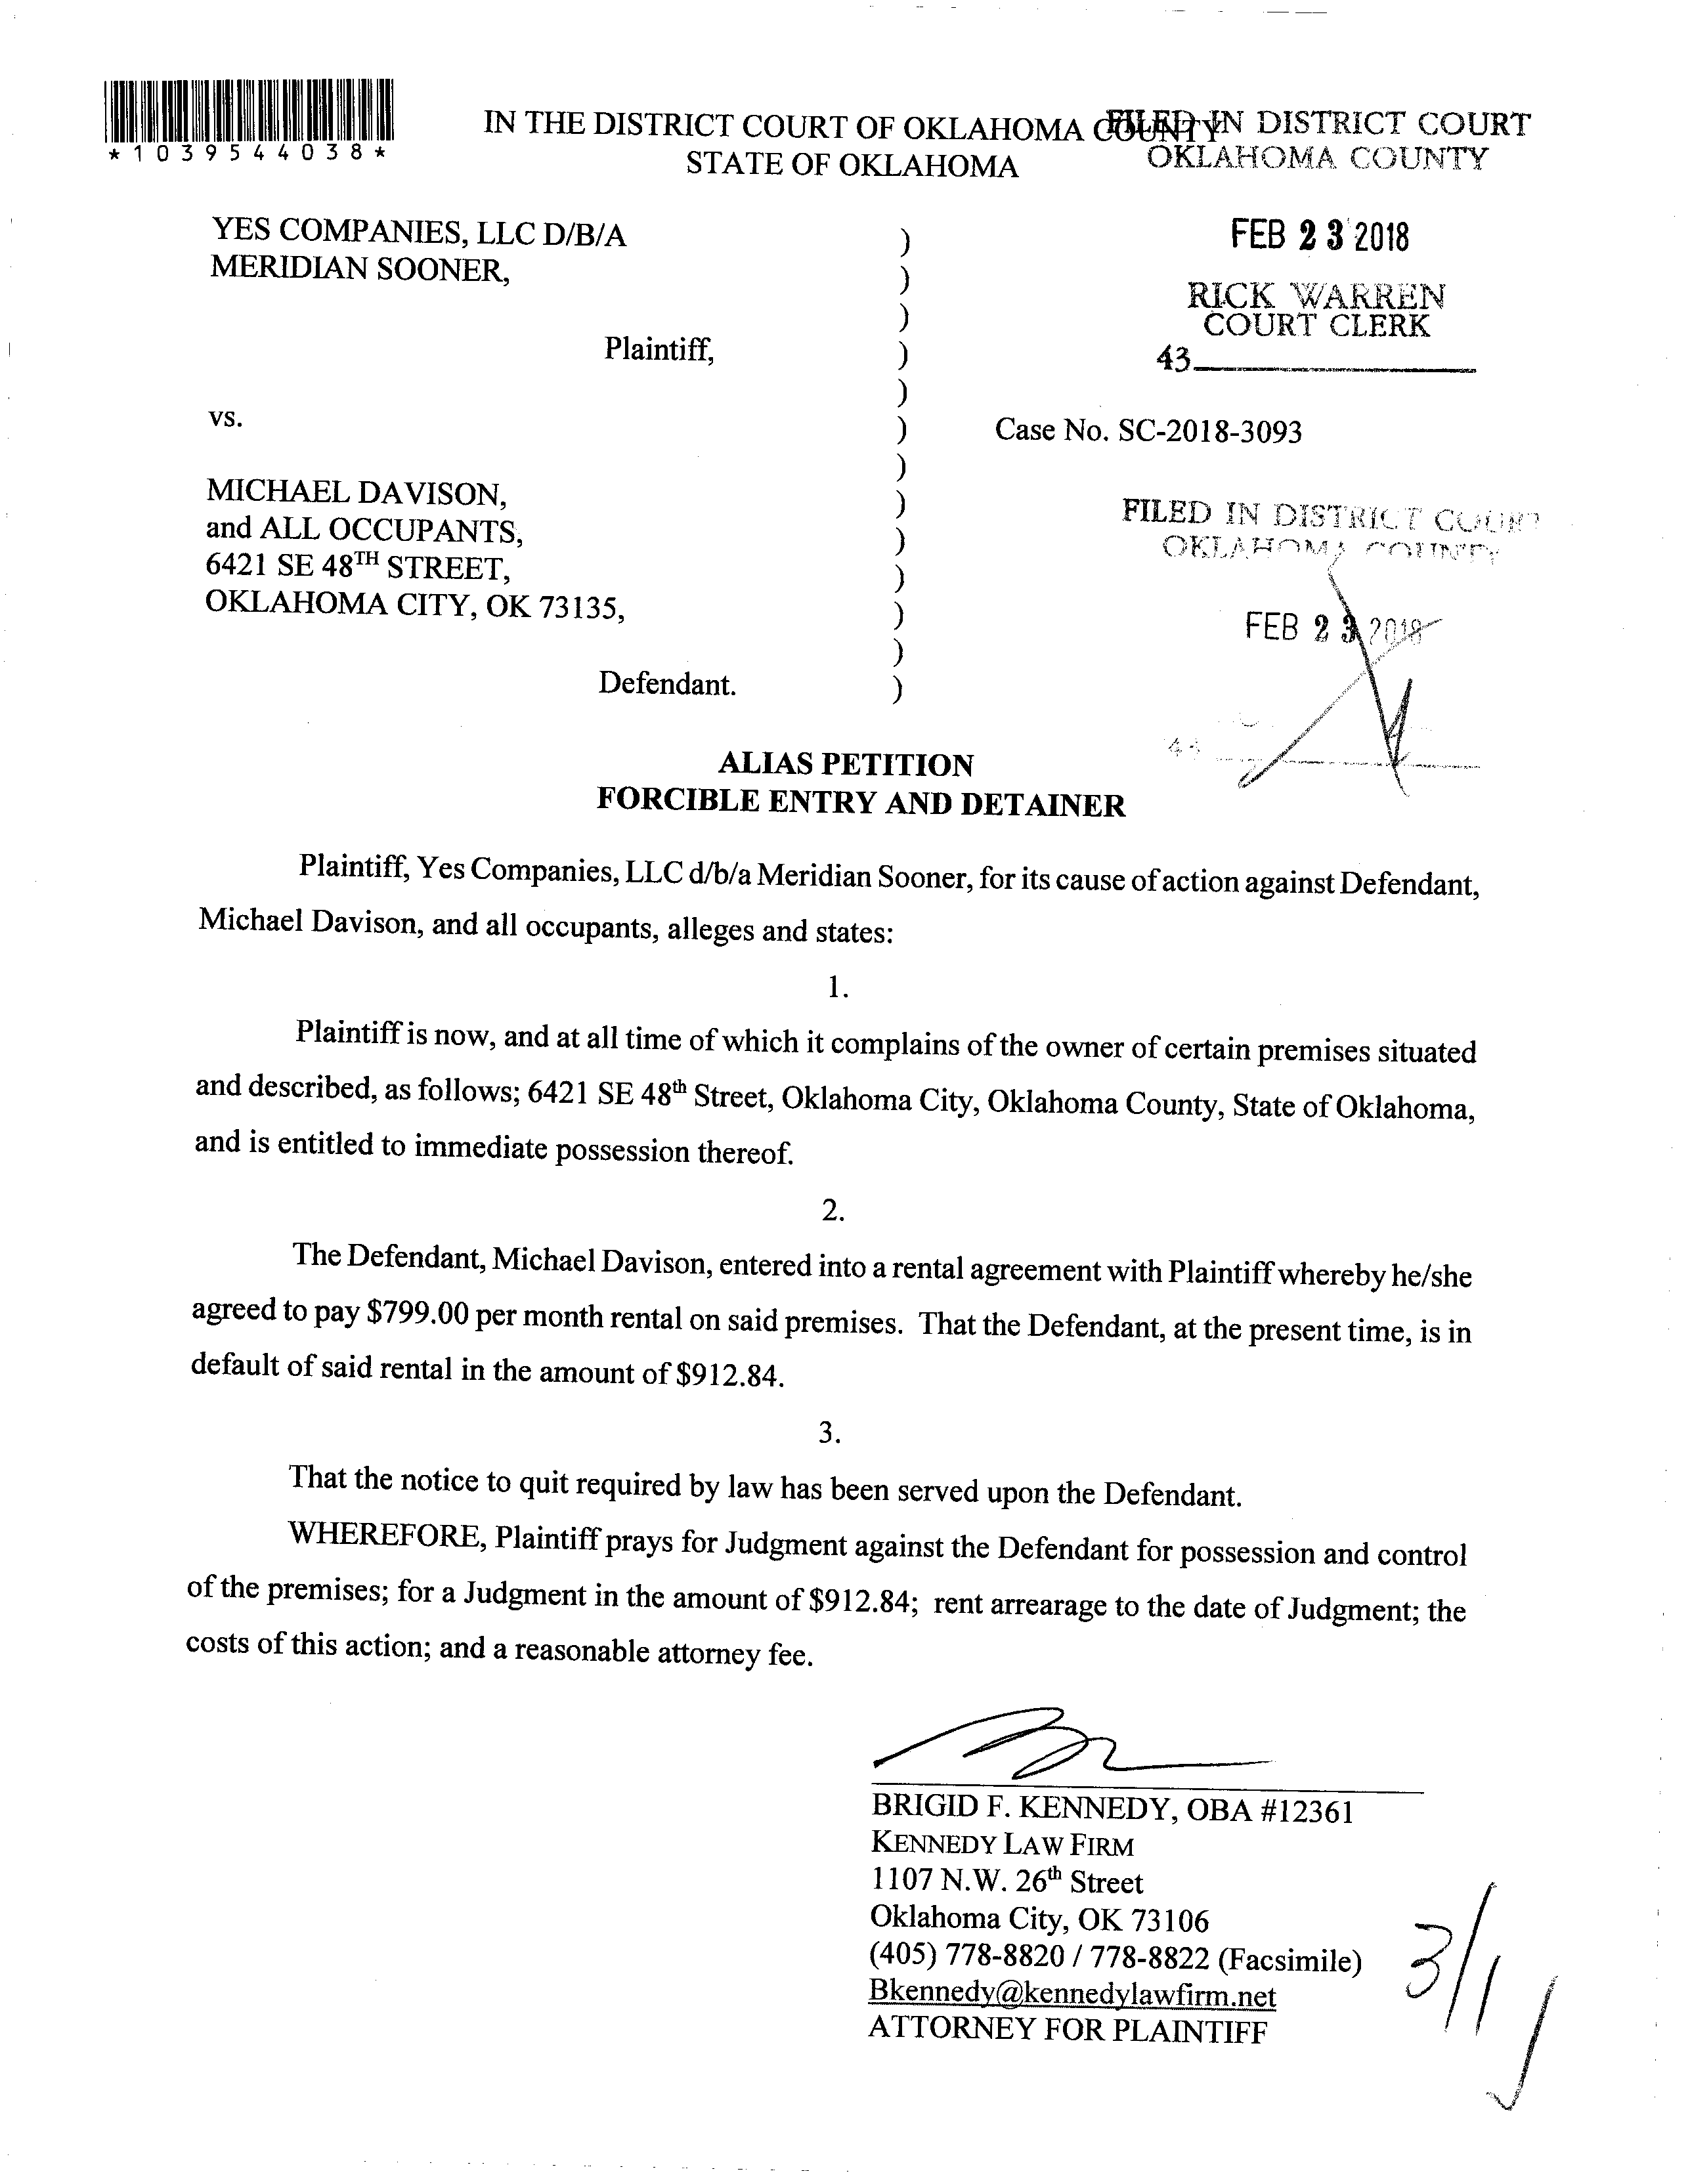 *1039544038*
IN THE DISTRICT COURT OF OKLAHOMA COUNTY
STATE OF OKLAHOMA
FILED IN DISTRICT COURT
OKLAHOMA COUNTY
FEB 23 2018
RICK WARREN
COURT CLERK
43
YES COMPANIES, LLC D/B/A
MERIDIAN SOONER,
Plaintiff,
vs.
Case No. SC-2018-3093
MICHAEL DAVISON,
and ALL OCCUPANTS,
6421 SE 48TH STREET,
OKLAHOMA CITY, OK 73135,
Defendant.
)
)
)
)
)
)
)
)
)
)
)
)
)
FILED IN DISTRICT COURT
OKLAHOMA COUNTY
FEB 23 2018
ALIAS PETITION
FORCIBLE ENTRY AND DETAINER
Plaintiff, Yes Companies, LLC d/b/a Meridian Sooner, for its cause of action against Defendant,
Michael Davison, and all occupants, alleges and states:
1.
Plaintiff is now, and at all time of which it complains of the owner of certain premises situated
and described, as follows; 6421 SE 48th Street, Oklahoma City, Oklahoma County, State of Oklahoma,
and is entitled to immediate possession thereof.
2.
The Defendant, Michael Davison, entered into a rental agreement with Plaintiff whereby he/she
agreed to pay $799.00 per month rental on said premises. That the Defendant, at the present time, is in
default of said rental in the amount of $912.84.
3.
That the notice to quit required by law has been served upon the Defendant.
WHEREFORE, Plaintiff prays for Judgment against the Defendant for possession and control
of the premises; for a Judgment in the amount of $912.84; rent arrearage to the date of Judgment; the
costs of this action; and a reasonable attorney fee.
BRIGID F. KENNEDY, OBA #12361
KENNEDY LAW FIRM
1107 N.W. 26th Street
Oklahoma City, OK 73106
(405) 778-8820 / 778-8822 (Facsimile)
Bkennedy@kennedylawfirm.net
ATTORNEY FOR PLAINTIFF